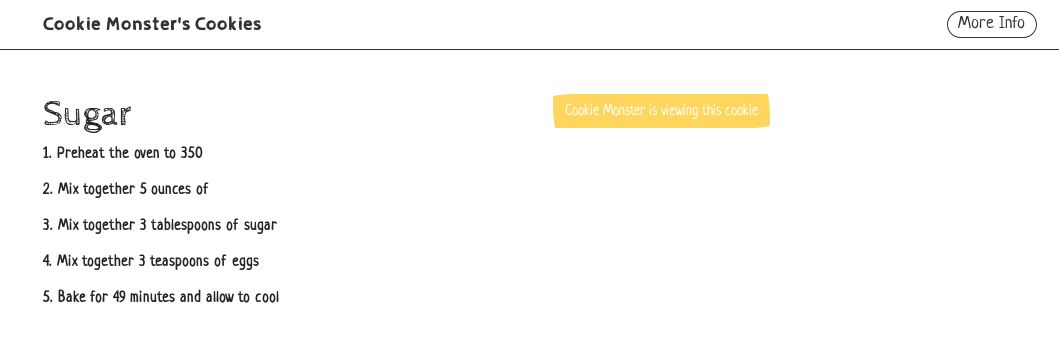 Cookie Monster's Cookies
More Info
Sugar
Cookie Monster is viewing this cookie
1. Preheat the oven to 350
2. Mix together 5 ounces of
3. Mix together 3 tablespoons of sugar
4. Mix together 3 teaspoons of eggs
5. Bake for 49 minutes and allow to cool